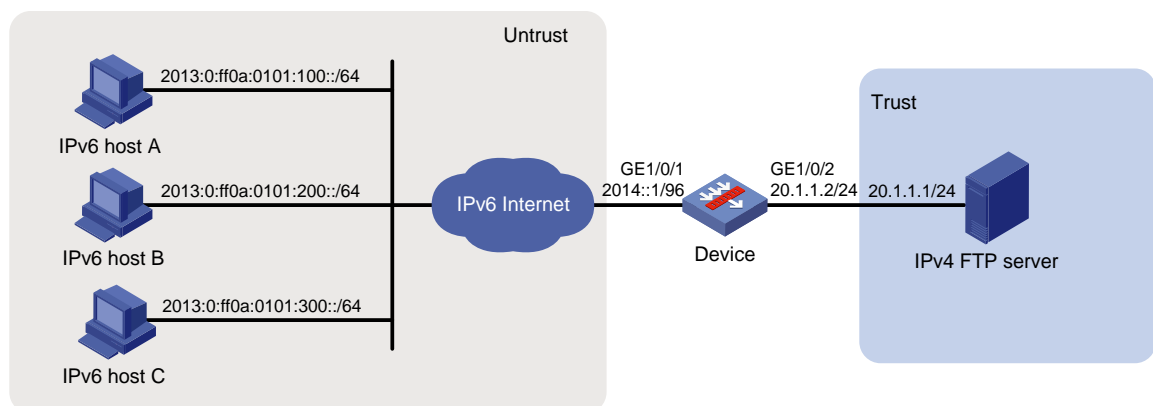 Untrust
2013:0:ff0a:0101:100::/64
IPv6 host A
2013:0:ff0a:0101:200::/64
IPv6 host B
2013:0:ff0a:0101:300::/64
IPv6 host C
IPv6 Internet
GE1/0/1
2014::1/96
Device
GE1/0/2
20.1.1.2/24
Trust
20.1.1.1/24
IPv4 FTP server